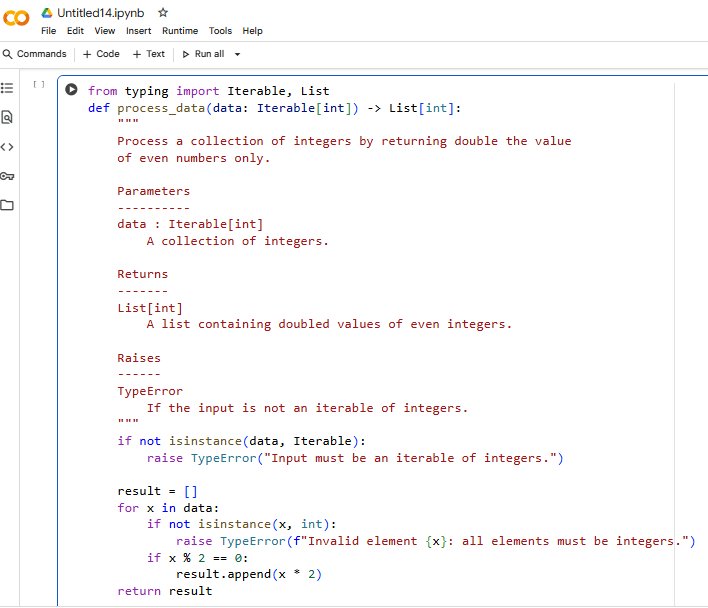 Untitled14.ipynb
File Edit View Insert Runtime Tools Help
Commands + Code + Text Run all
[ ]
from typing import Iterable, List
def process_data(data: Iterable[int]) -> List[int]:
    """
    Process a collection of integers by returning double the value
    of even numbers only.

    Parameters
    ----------
    data : Iterable[int]
        A collection of integers.

    Returns
    -------
    List[int]
        A list containing doubled values of even integers.

    Raises
    ------
    TypeError
        If the input is not an iterable of integers.
    """
    if not isinstance(data, Iterable):
        raise TypeError("Input must be an iterable of integers.")

    result = []
    for x in data:
        if not isinstance(x, int):
            raise TypeError(f"Invalid element {x}: all elements must be integers.")
        if x % 2 == 0:
            result.append(x * 2)
    return result